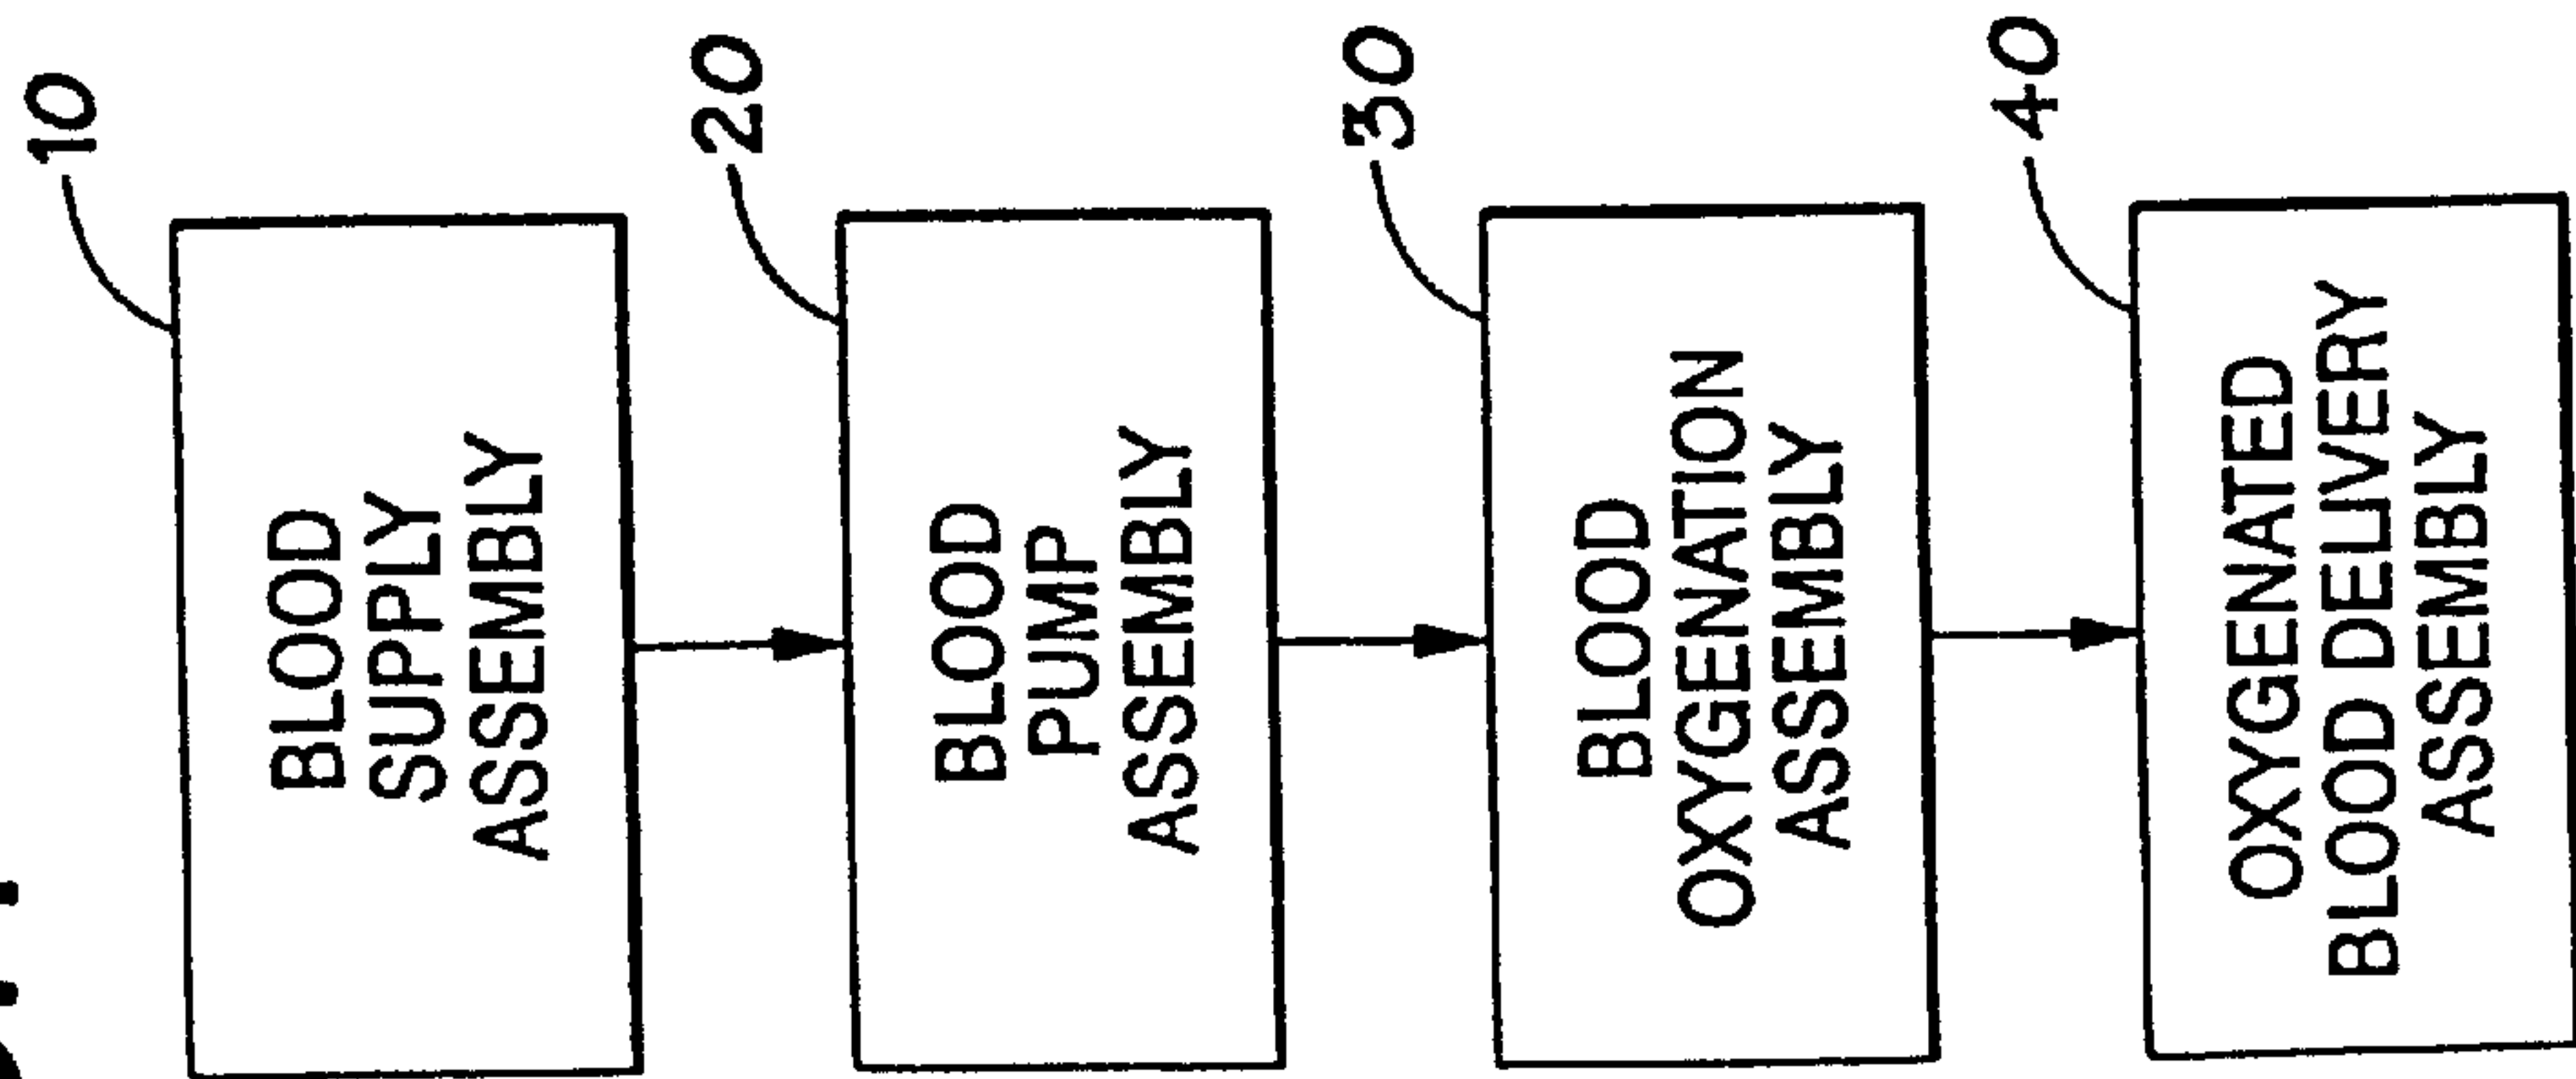 10
BLOOD
SUPPLY
ASSEMBLY
20
BLOOD
PUMP
ASSEMBLY
30
BLOOD
OXYGENATION
ASSEMBLY
40
OXYGENATED
BLOOD DELIVERY
ASSEMBLY